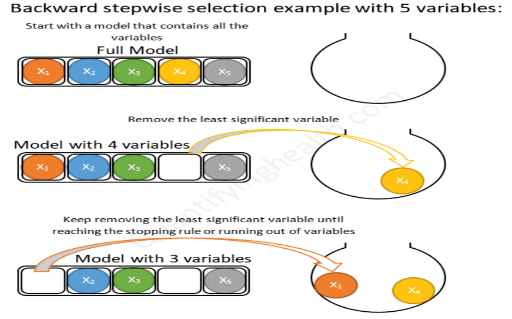 Backward stepwise selection example with 5 variables:
Start with a model that contains all the
variables
Full Model
X₁ X₂ X₃ X₄ X₅
Remove the least significant variable
Model with 4 variables
X₁ X₂ X₃ X₅
X₄
Keep removing the least significant variable until
reaching the stopping rule or running out of variables
Model with 3 variables
X₂ X₃ X₅
X₁ X₄